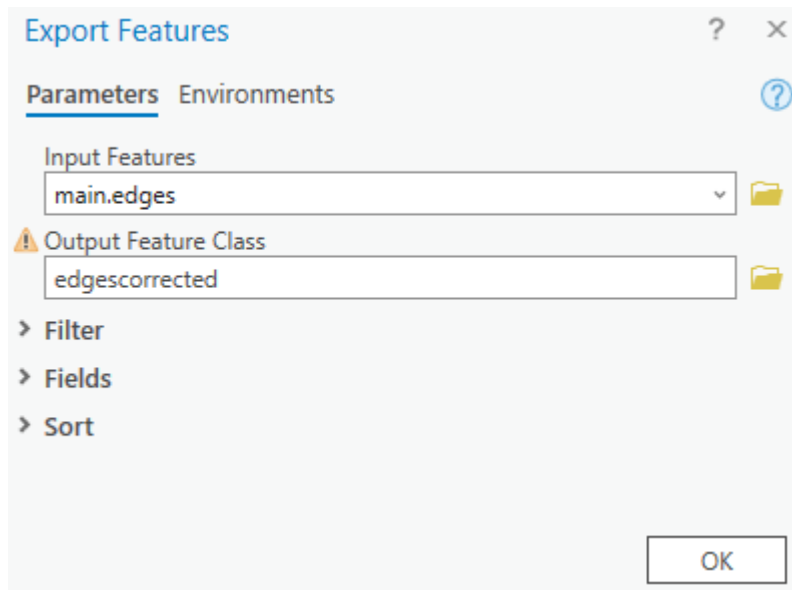 Export Features
Parameters Environments
Input Features
main.edges
Output Feature Class
edgescorrected
Filter
Fields
Sort
OK